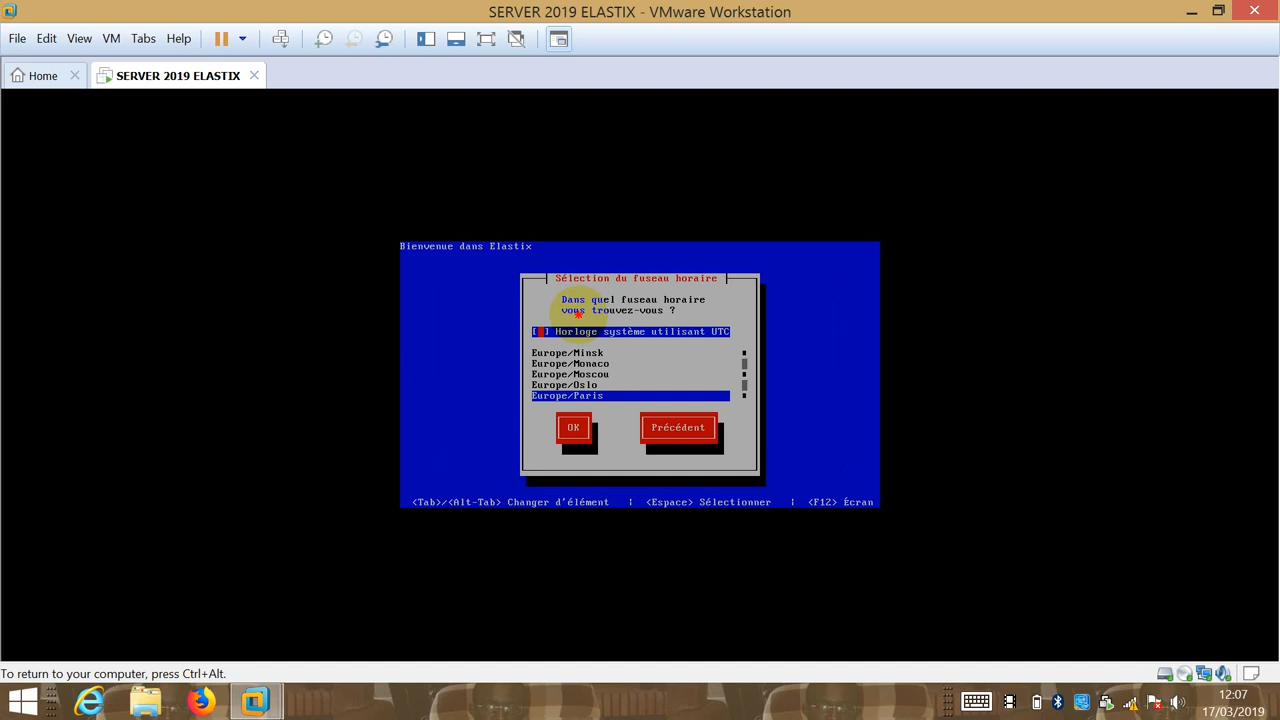 SERVER 2019 ELASTIX - VMware Workstation
File Edit View VM Tabs Help
Home
SERVER 2019 ELASTIX
Bienvenue dans Elastix
Sélection du fuseau horaire
Dans quel fuseau horaire
vous trouvez-vous ?
[ ] Horloge système utilisant UTC
Europe/Minsk
Europe/Monaco
Europe/Moscou
Europe/Oslo
Europe/Paris
OK
Précédent
<Tab>/<Alt-Tab> Changer d'élément | <Espace> Sélectionner | <F12> Écran
To return to your computer, press Ctrl+Alt.
12:07
17/03/2019